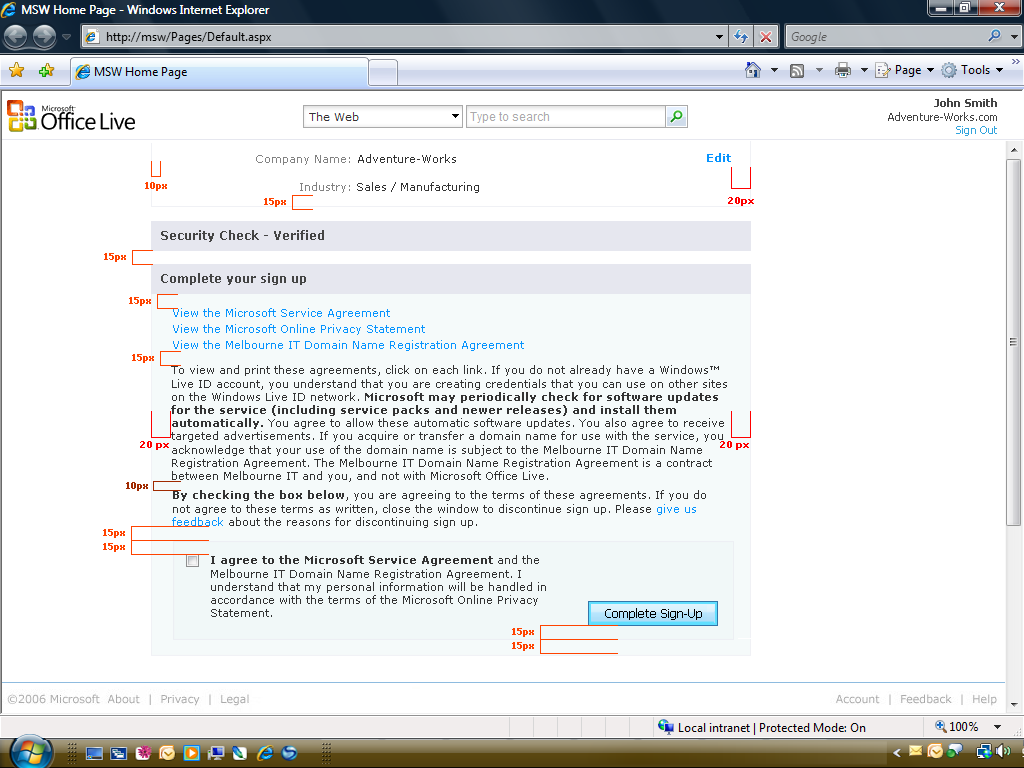 MSW Home Page - Windows Internet Explorer
http://msw/Pages/Default.aspx
Google
MSW Home Page
Page
Tools
Microsoft
Office Live
The Web
Type to search
John Smith
Adventure-Works.com
Sign Out
Company Name: Adventure-Works
Edit
10px
Industry: Sales / Manufacturing
15px
20px
Security Check - Verified
15px
Complete your sign up
15px
View the Microsoft Service Agreement
View the Microsoft Online Privacy Statement
View the Melbourne IT Domain Name Registration Agreement
15px
To view and print these agreements, click on each link. If you do not already have a Windows™
Live ID account, you understand that you are creating credentials that you can use on other sites
on the Windows Live ID network. Microsoft may periodically check for software updates
for the service (including service packs and newer releases) and install them
automatically. You agree to allow these automatic software updates. You also agree to receive
targeted advertisements. If you acquire or transfer a domain name for use with the service, you
20 px
20 px
acknowledge that your use of the domain name is subject to the Melbourne IT Domain Name
Registration Agreement. The Melbourne IT Domain Name Registration Agreement is a contract
between Melbourne IT and you, and not with Microsoft Office Live.
10px
By checking the box below, you are agreeing to the terms of these agreements. If you do
not agree to these terms as written, close the window to discontinue sign up. Please give us
feedback about the reasons for discontinuing sign up.
15px
15px
I agree to the Microsoft Service Agreement and the
Melbourne IT Domain Name Registration Agreement. I
understand that my personal information will be handled in
accordance with the terms of the Microsoft Online Privacy
Statement.
Complete Sign-Up
15px
15px
©2006 Microsoft About | Privacy | Legal
Account | Feedback | Help
Local intranet | Protected Mode: On
100%